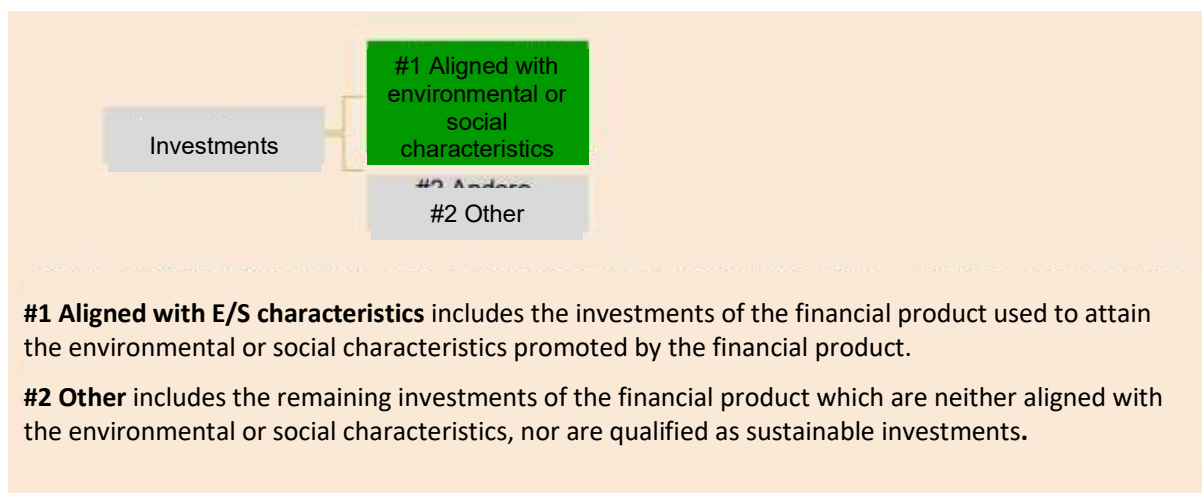 #1 Aligned with
environmental or
social
characteristics
Investments
#2 Other
#1 Aligned with E/S characteristics includes the investments of the financial product used to attain
the environmental or social characteristics promoted by the financial product.
#2 Other includes the remaining investments of the financial product which are neither aligned with
the environmental or social characteristics, nor are qualified as sustainable investments.